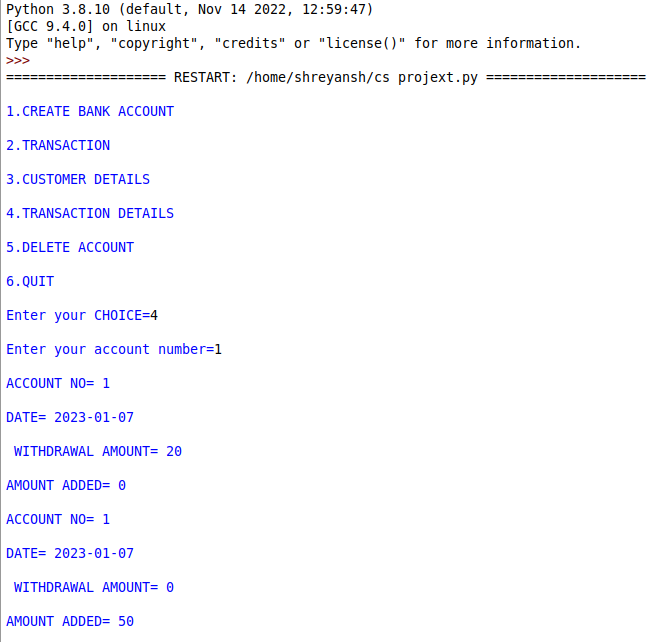 Python 3.8.10 (default, Nov 14 2022, 12:59:47)
[GCC 9.4.0] on linux
Type "help", "copyright", "credits" or "license()" for more information.
>>>
==================== RESTART: /home/shreyansh/cs projext.py ====================
1.CREATE BANK ACCOUNT
2.TRANSACTION
3.CUSTOMER DETAILS
4.TRANSACTION DETAILS
5.DELETE ACCOUNT
6.QUIT
Enter your CHOICE=4
Enter your account number=1
ACCOUNT NO= 1
DATE= 2023-01-07
 WITHDRAWAL AMOUNT= 20
AMOUNT ADDED= 0
ACCOUNT NO= 1
DATE= 2023-01-07
 WITHDRAWAL AMOUNT= 0
AMOUNT ADDED= 50